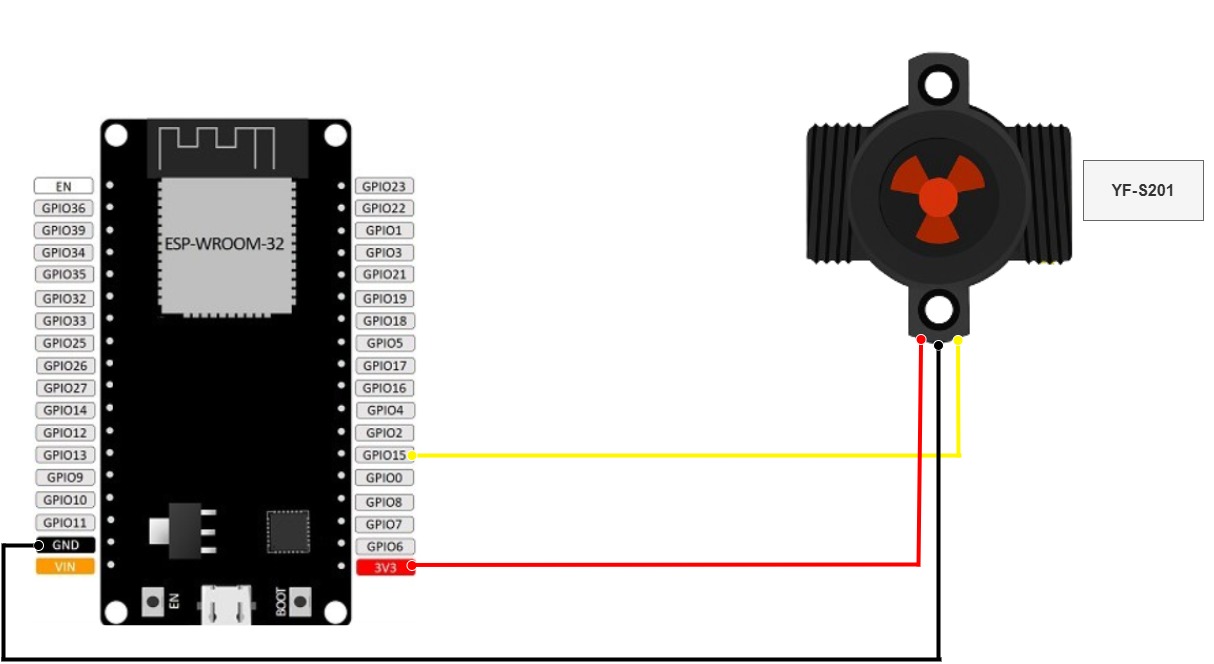 EN
GPIO36
GPIO39
GPIO34
GPIO35
GPIO32
GPIO33
GPIO25
GPIO26
GPIO27
GPIO14
GPIO12
GPIO13
GPIO9
GPIO10
GPIO11
GND
VIN
ESP-WROOM-32
EN
BOOT
GPIO23
GPIO22
GPIO1
GPIO3
GPIO21
GPIO19
GPIO18
GPIO5
GPIO17
GPIO16
GPIO4
GPIO2
GPIO15
GPIO0
GPIO8
GPIO7
GPIO6
3V3
YF-S201